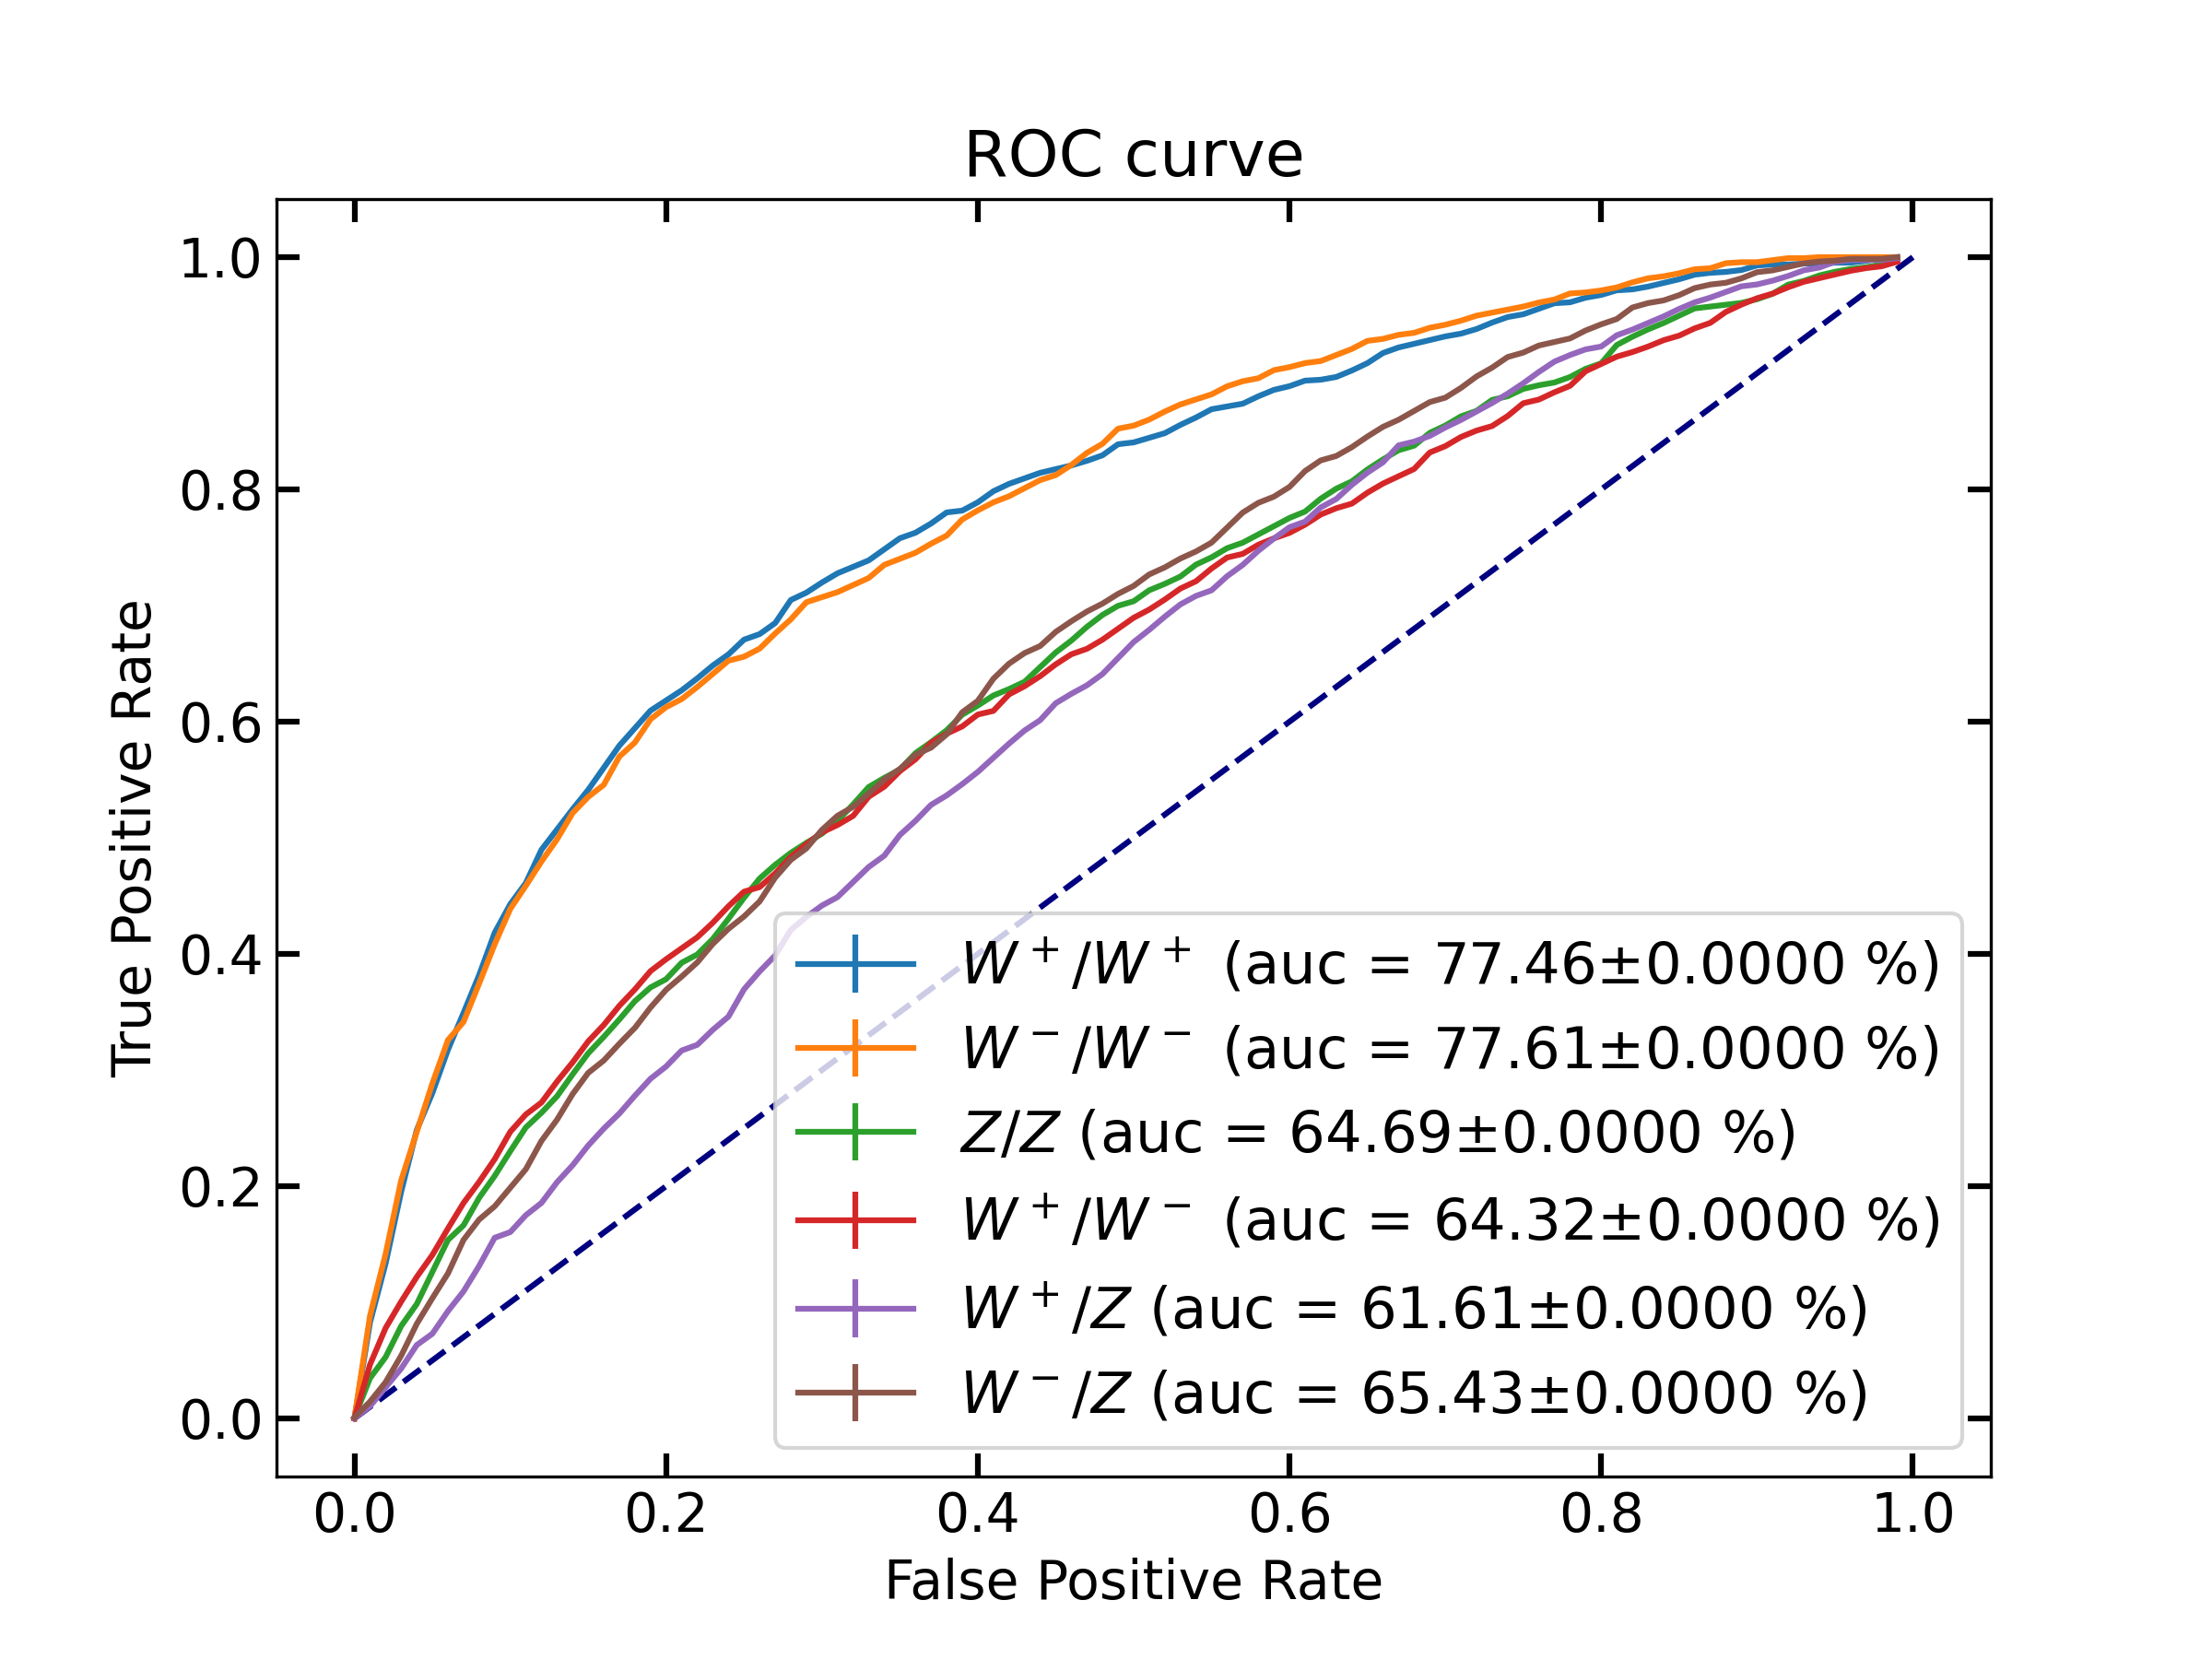 ROC curve
1.0
0.8
0.6
0.4
0.2
0.0
True Positive Rate
W⁺/W⁺ (auc = 77.46±0.0000 %)
W⁻/W⁻ (auc = 77.61±0.0000 %)
Z/Z (auc = 64.69±0.0000 %)
W⁺/W⁻ (auc = 64.32±0.0000 %)
W⁺/Z (auc = 61.61±0.0000 %)
W⁻/Z (auc = 65.43±0.0000 %)
0.0 0.2 0.4 0.6 0.8 1.0
False Positive Rate